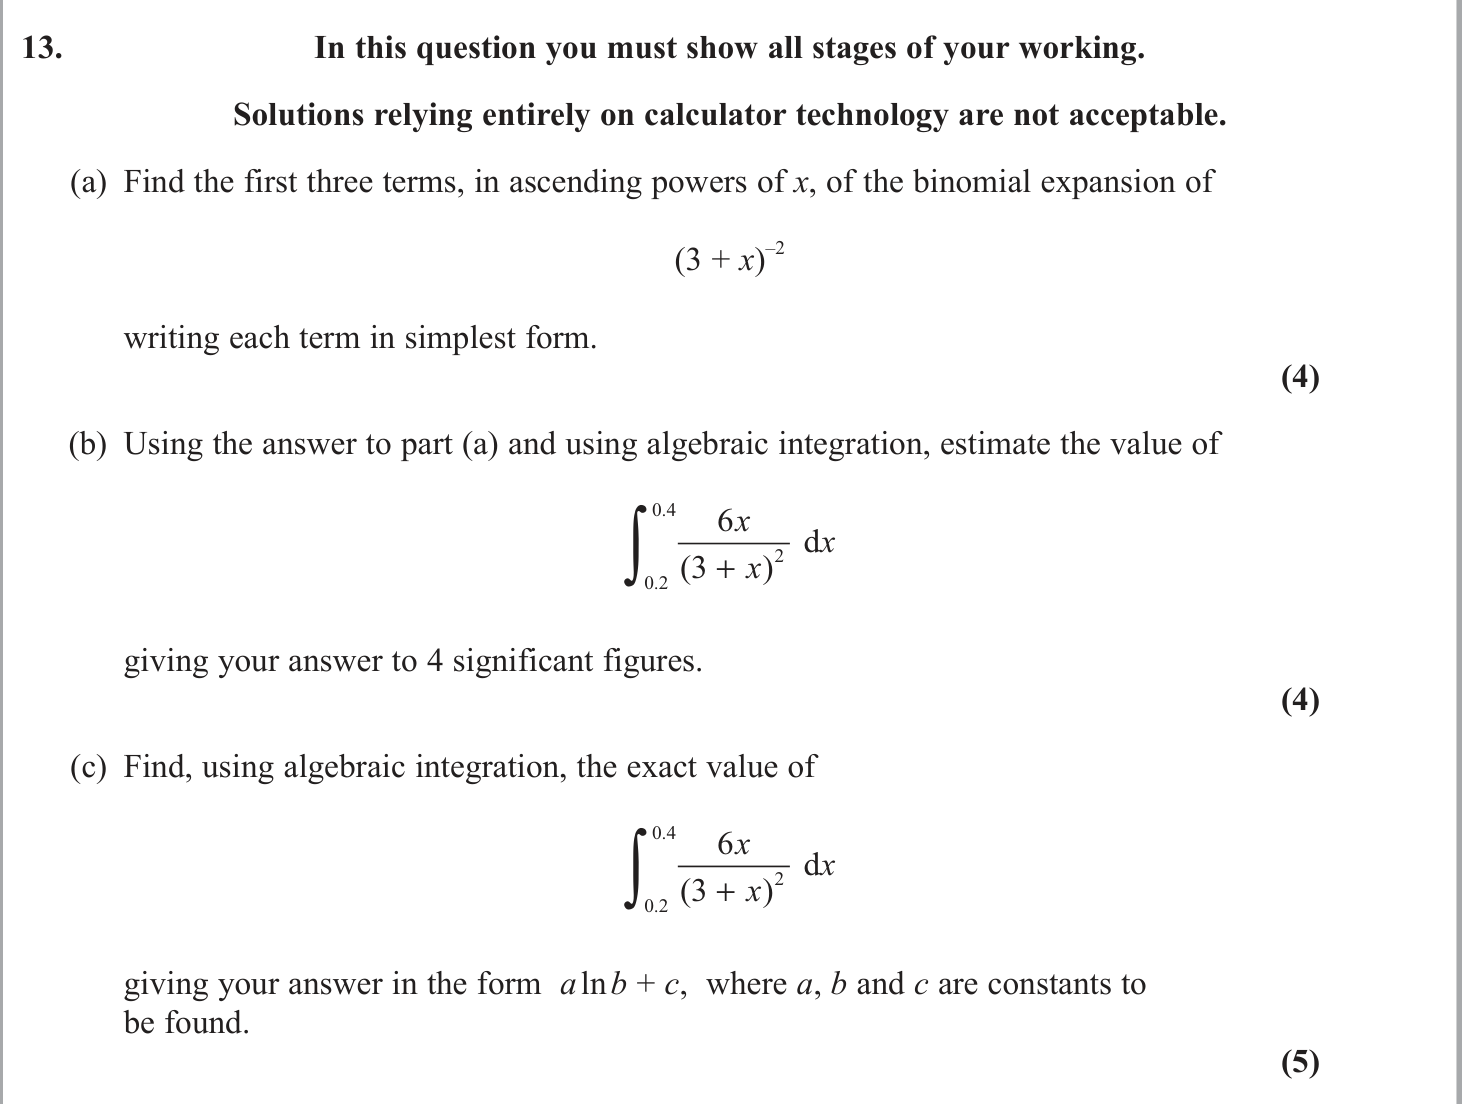 13. In this question you must show all stages of your working.
Solutions relying entirely on calculator technology are not acceptable.
(a) Find the first three terms, in ascending powers of x, of the binomial expansion of
(3 + x)⁻²
writing each term in simplest form.
(4)
(b) Using the answer to part (a) and using algebraic integration, estimate the value of
∫₀.₂⁰·⁴ 6x/(3 + x)² dx
giving your answer to 4 significant figures.
(4)
(c) Find, using algebraic integration, the exact value of
∫₀.₂⁰·⁴ 6x/(3 + x)² dx
giving your answer in the form a ln b + c, where a, b and c are constants to
be found.
(5)